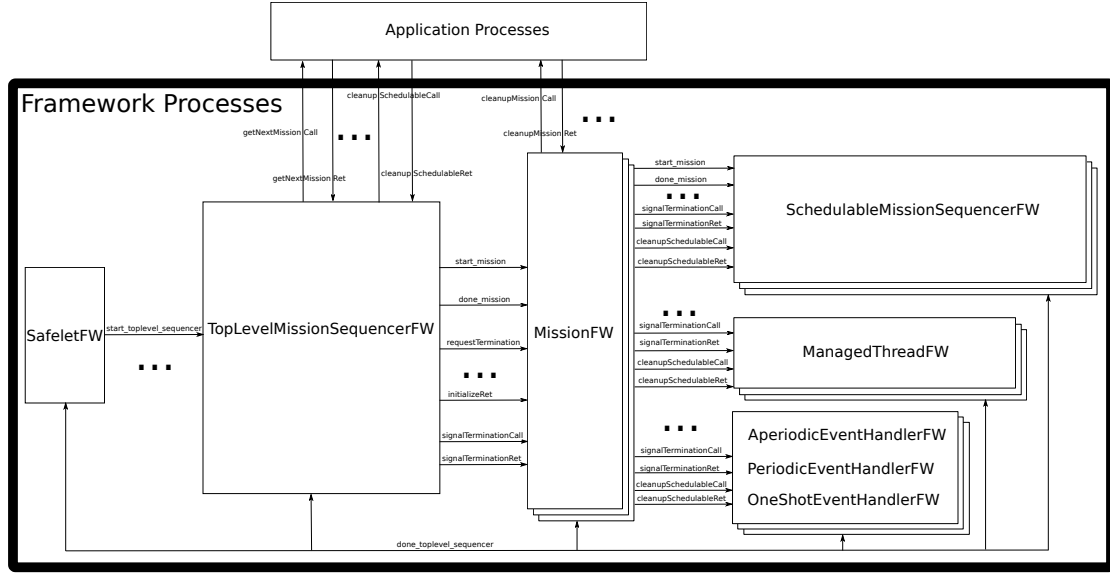 Application Processes
Framework Processes
cleanup SchedulableCall
cleanupMission Call
getNextMission Call
...
...
cleanupMission Ret
getNextMission Ret
cleanup SchedulableRet
start_mission
done_mission
...
signalTerminationCall
signalTerminationRet
cleanupSchedulableCall
cleanupSchedulableRet
SchedulableMissionSequencerFW
SafeletFW
start_toplevel_sequencer
...
TopLevelMissionSequencerFW
start_mission
done_mission
requestTermination
...
initializeRet
signalTerminationCall
signalTerminationRet
MissionFW
...
signalTerminationCall
signalTerminationRet
cleanupSchedulableCall
cleanupSchedulableRet
ManagedThreadFW
...
signalTerminationCall
signalTerminationRet
cleanupSchedulableCall
cleanupSchedulableRet
AperiodicEventHandlerFW
PeriodicEventHandlerFW
OneShotEventHandlerFW
done_toplevel_sequencer